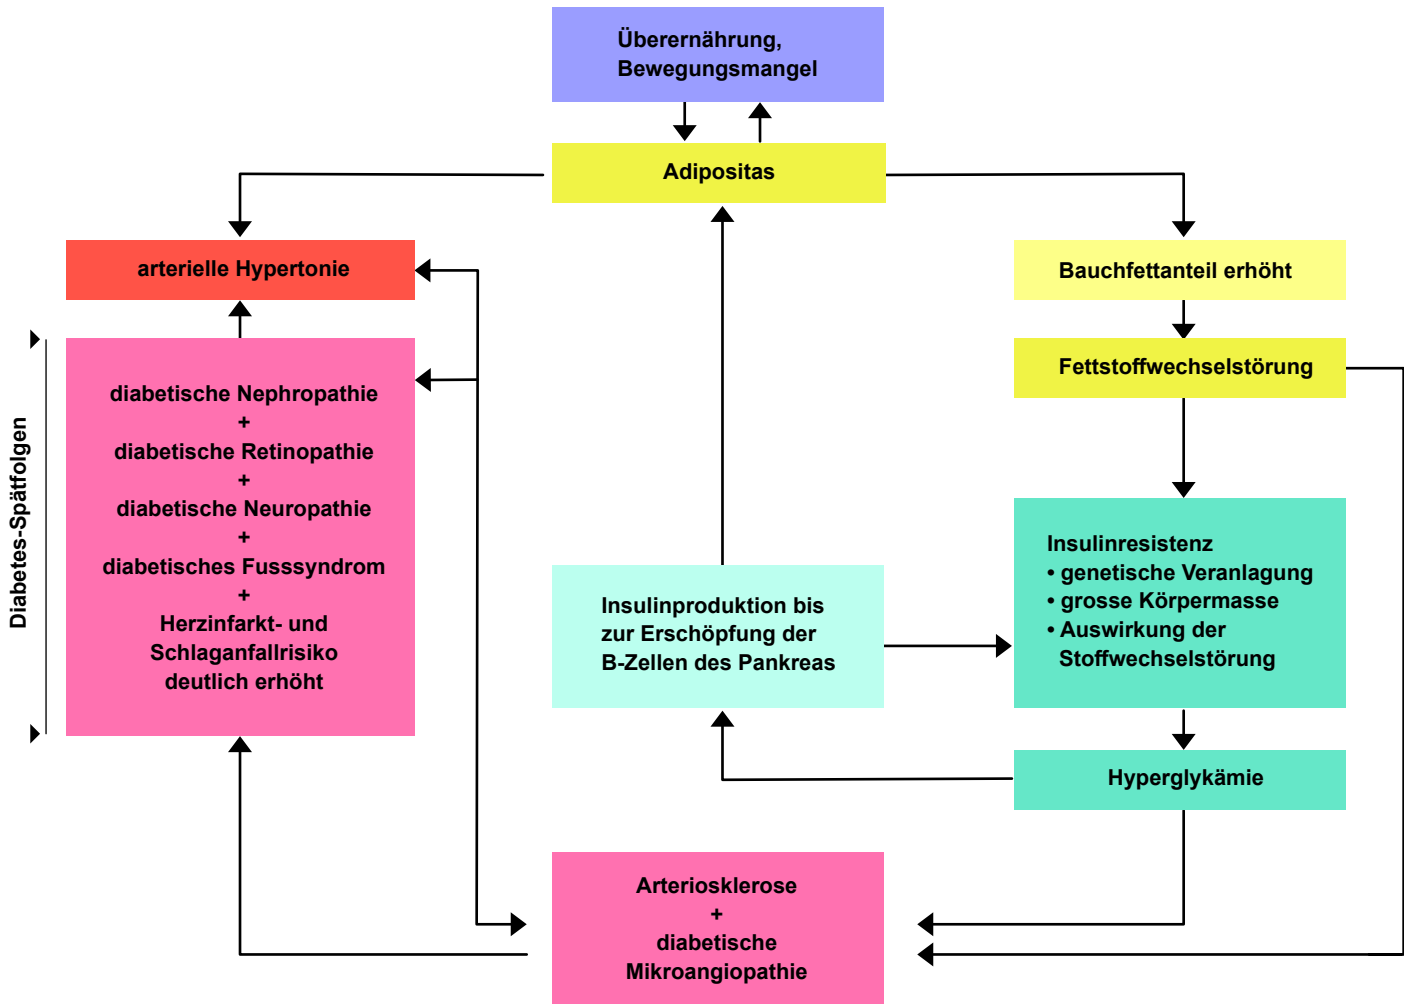 Überernährung,
Bewegungsmangel
Adipositas
arterielle Hypertonie
Bauchfettanteil erhöht
Fettstoffwechselstörung
Diabetes-Spätfolgen
diabetische Nephropathie
+
diabetische Retinopathie
+
diabetische Neuropathie
+
diabetisches Fusssyndrom
+
Herzinfarkt- und
Schlaganfallrisiko
deutlich erhöht
Insulinproduktion bis
zur Erschöpfung der
B-Zellen des Pankreas
Insulinresistenz
• genetische Veranlagung
• grosse Körpermasse
• Auswirkung der
Stoffwechselstörung
Hyperglykämie
Arteriosklerose
+
diabetische
Mikroangiopathie